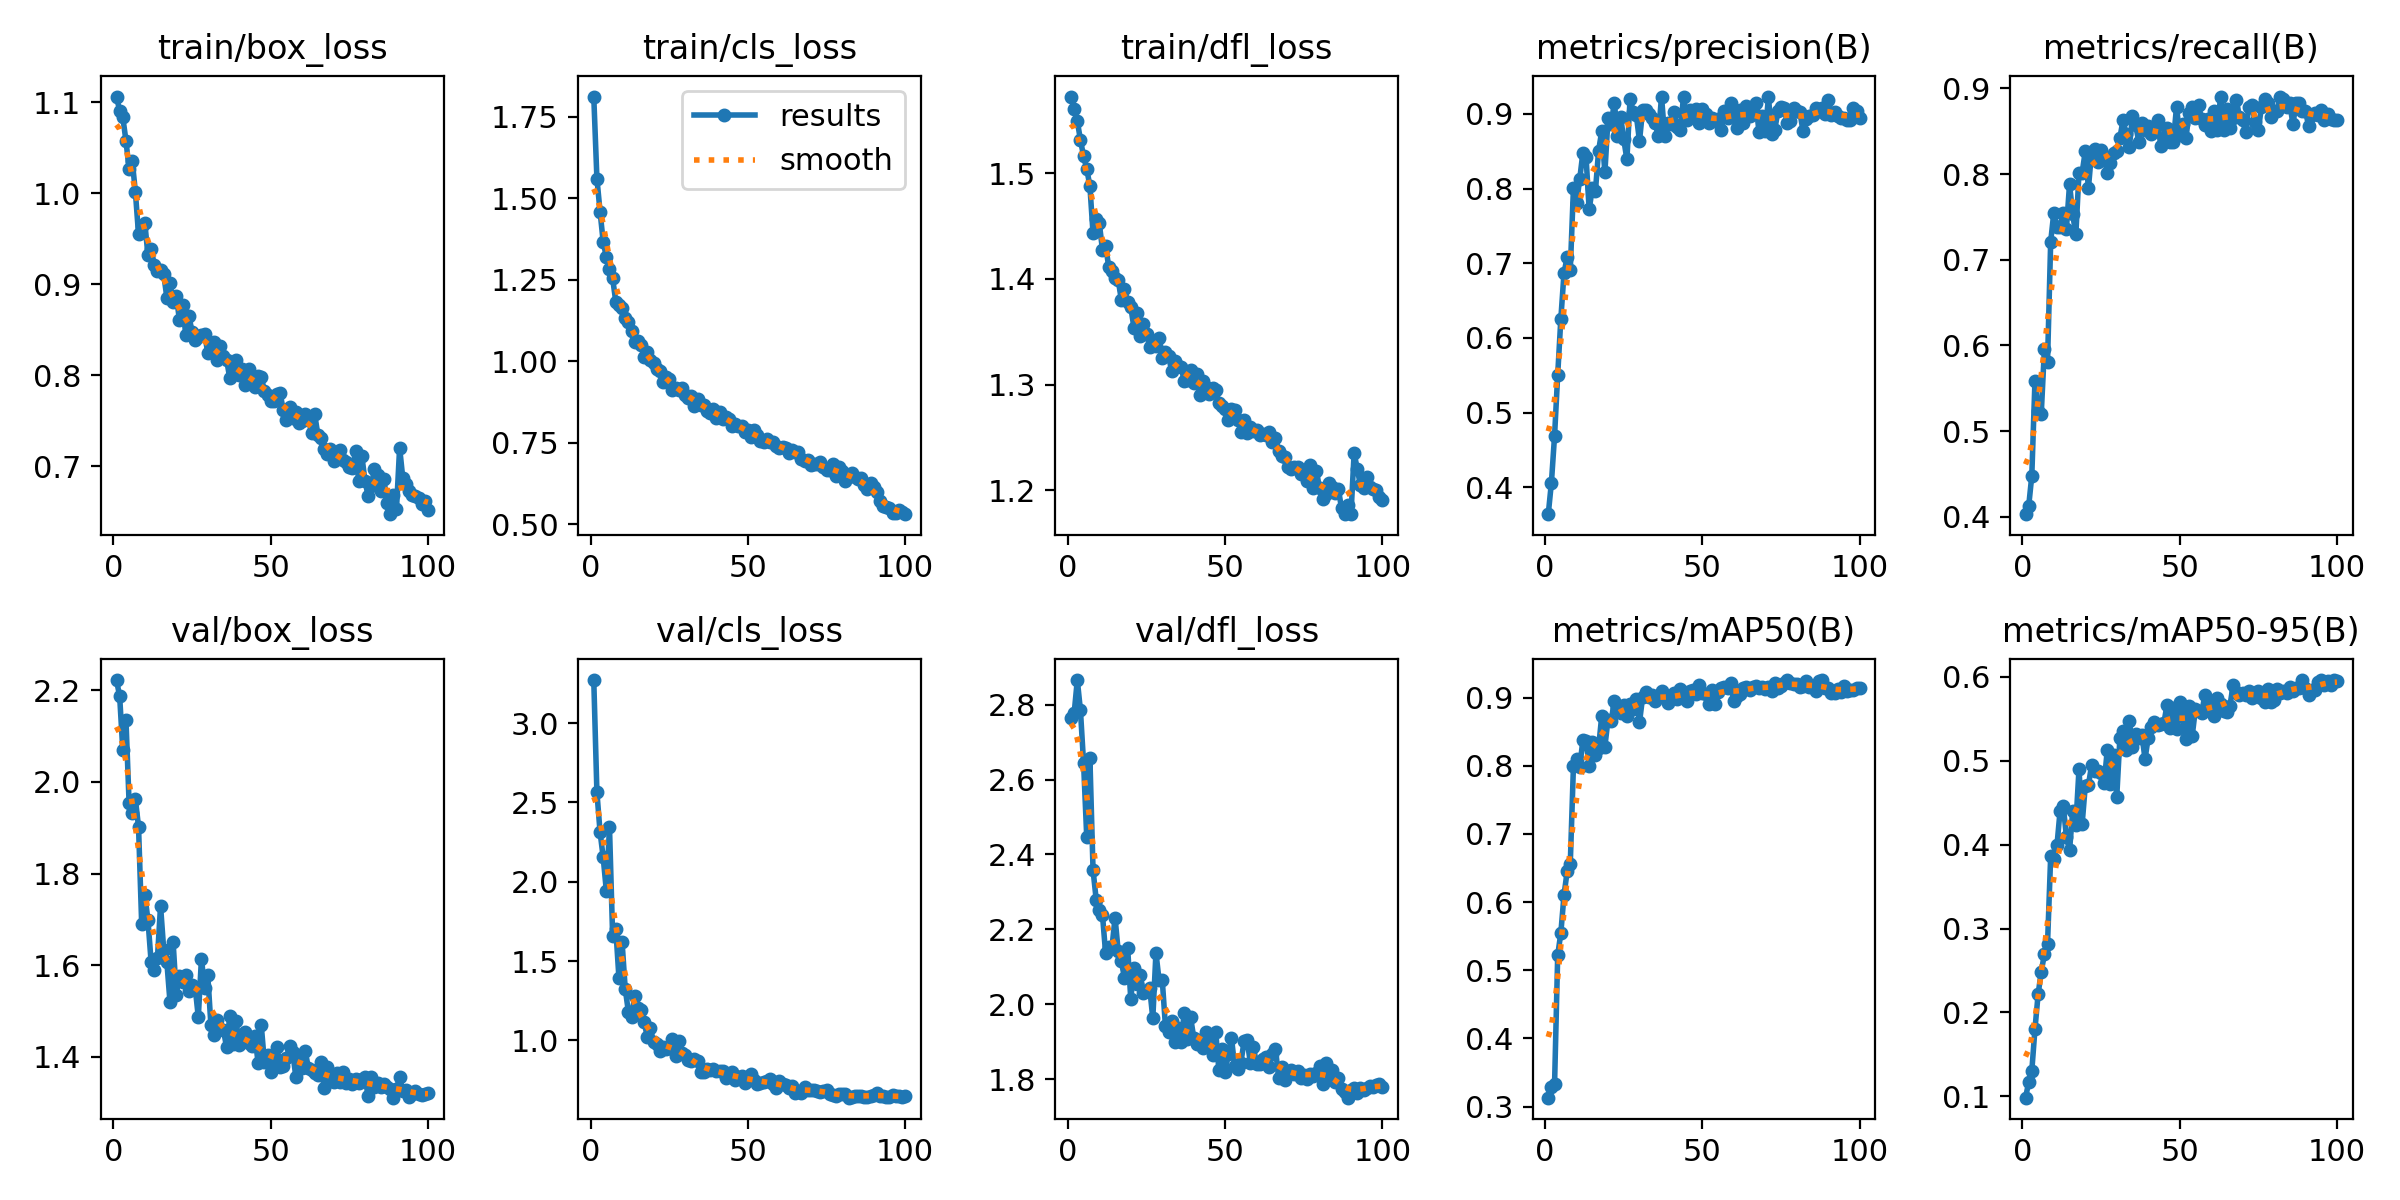 train/box_loss
1.1
1.0
0.9
0.8
0.7
0 50 100
train/cls_loss
results
smooth
1.75
1.50
1.25
1.00
0.75
0.50
0 50 100
train/dfl_loss
1.5
1.4
1.3
1.2
0 50 100
metrics/precision(B)
0.9
0.8
0.7
0.6
0.5
0.4
0 50 100
metrics/recall(B)
0.9
0.8
0.7
0.6
0.5
0.4
0 50 100
val/box_loss
2.2
2.0
1.8
1.6
1.4
0 50 100
val/cls_loss
3.0
2.5
2.0
1.5
1.0
0 50 100
val/dfl_loss
2.8
2.6
2.4
2.2
2.0
1.8
0 50 100
metrics/mAP50(B)
0.9
0.8
0.7
0.6
0.5
0.4
0.3
0 50 100
metrics/mAP50-95(B)
0.6
0.5
0.4
0.3
0.2
0.1
0 50 100